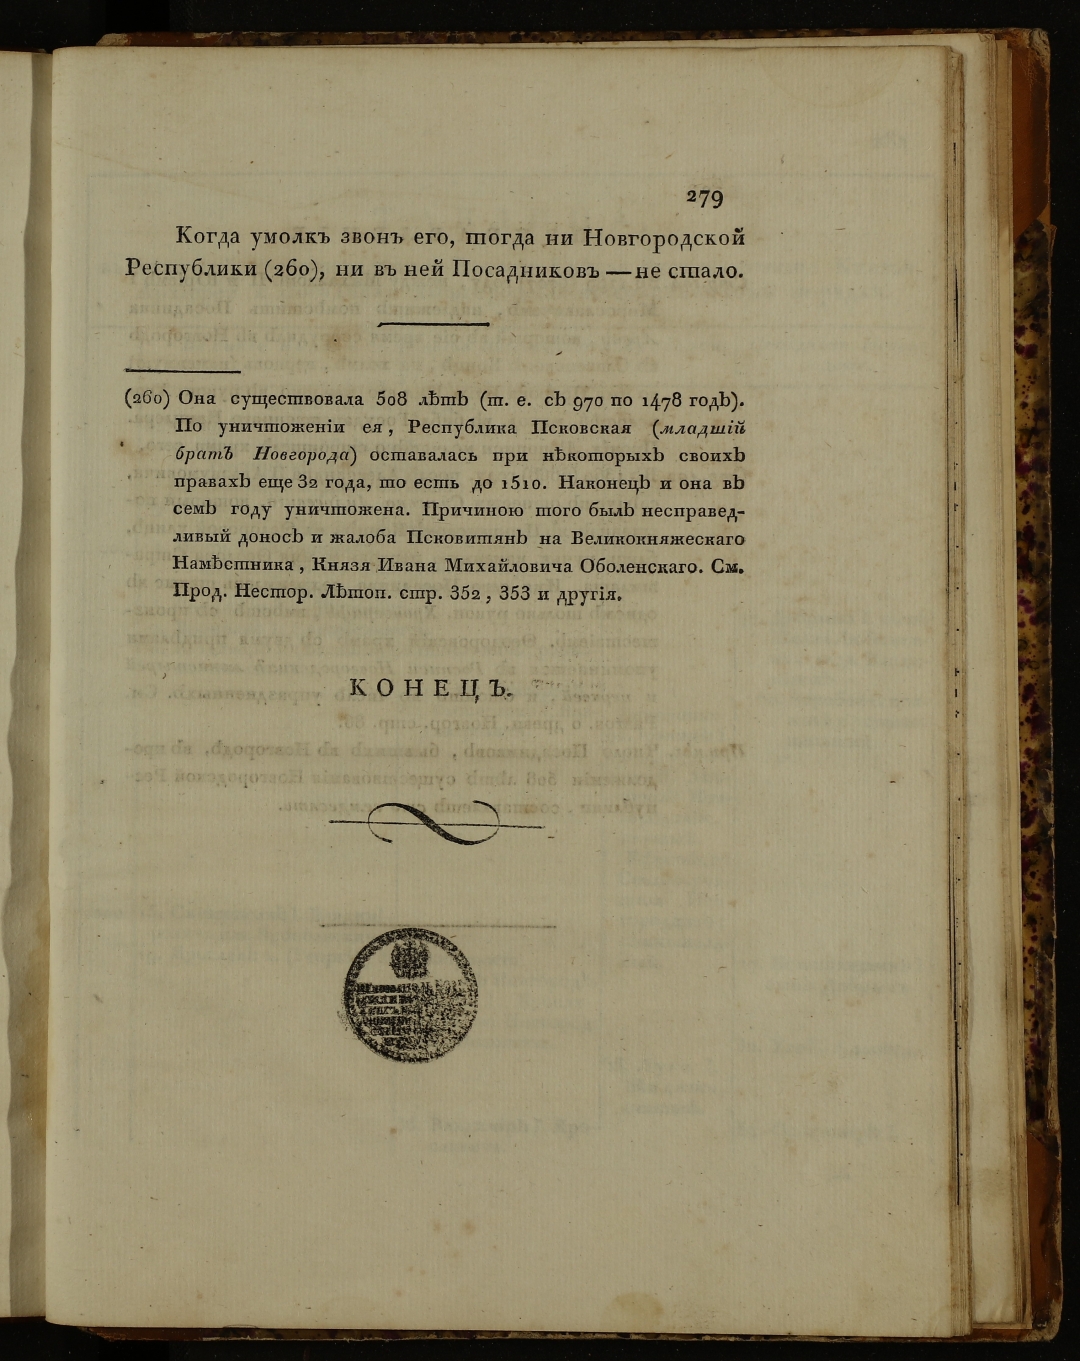 279
Когда умолкъ звонъ его, тогда ни Новгородской
Республики (260), ни въ ней Посадниковъ — не стало.
(260) Она существовала 508 лѣтъ (т. е. съ 970 по 1478 годъ).
По уничтоженіи ея, Республика Псковская (младшій
братъ Новгорода) оставалась при нѣкоторыхъ своихъ
правахъ еще 32 года, то есть до 1510. Наконецъ и она въ
семъ году уничтожена. Причиною того былъ несправед-
ливый доносъ и жалоба Псковитянъ на Великокняжескаго
Намѣстника, Князя Ивана Михайловича Оболенскаго. См.
Прод. Нестор. Лѣтоп. стр. 352, 353 и другія.
КОНЕЦЪ.